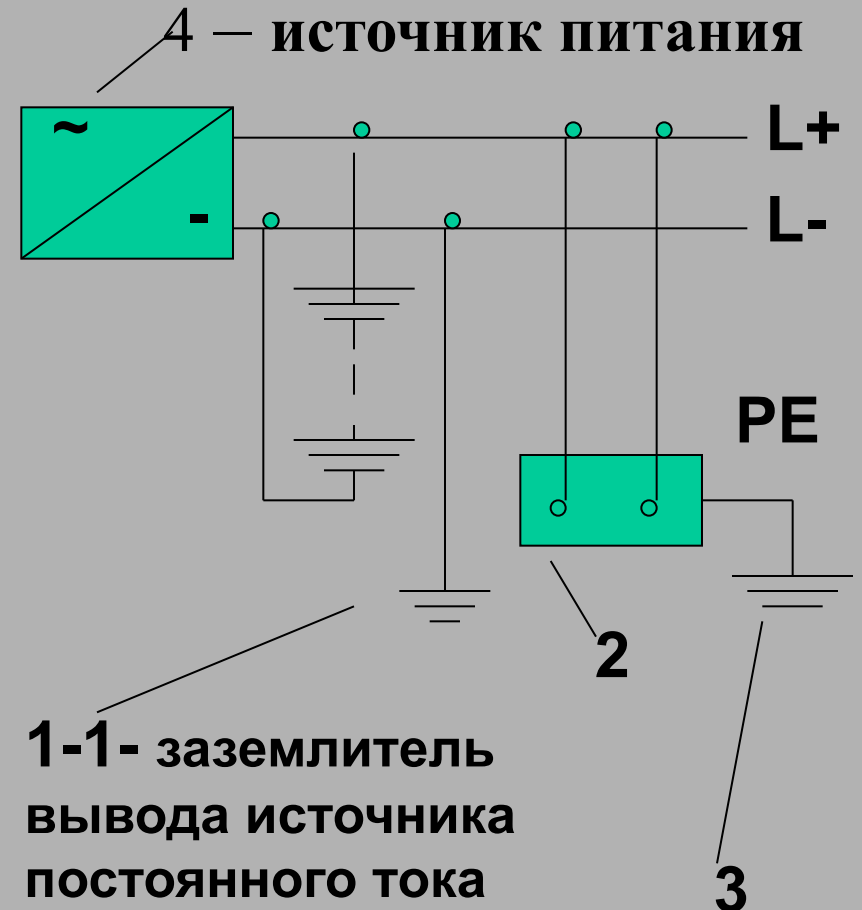 4 – источник питания
~
-
L+
L-
PE
2
1-1- заземлитель
вывода источника
постоянного тока
3